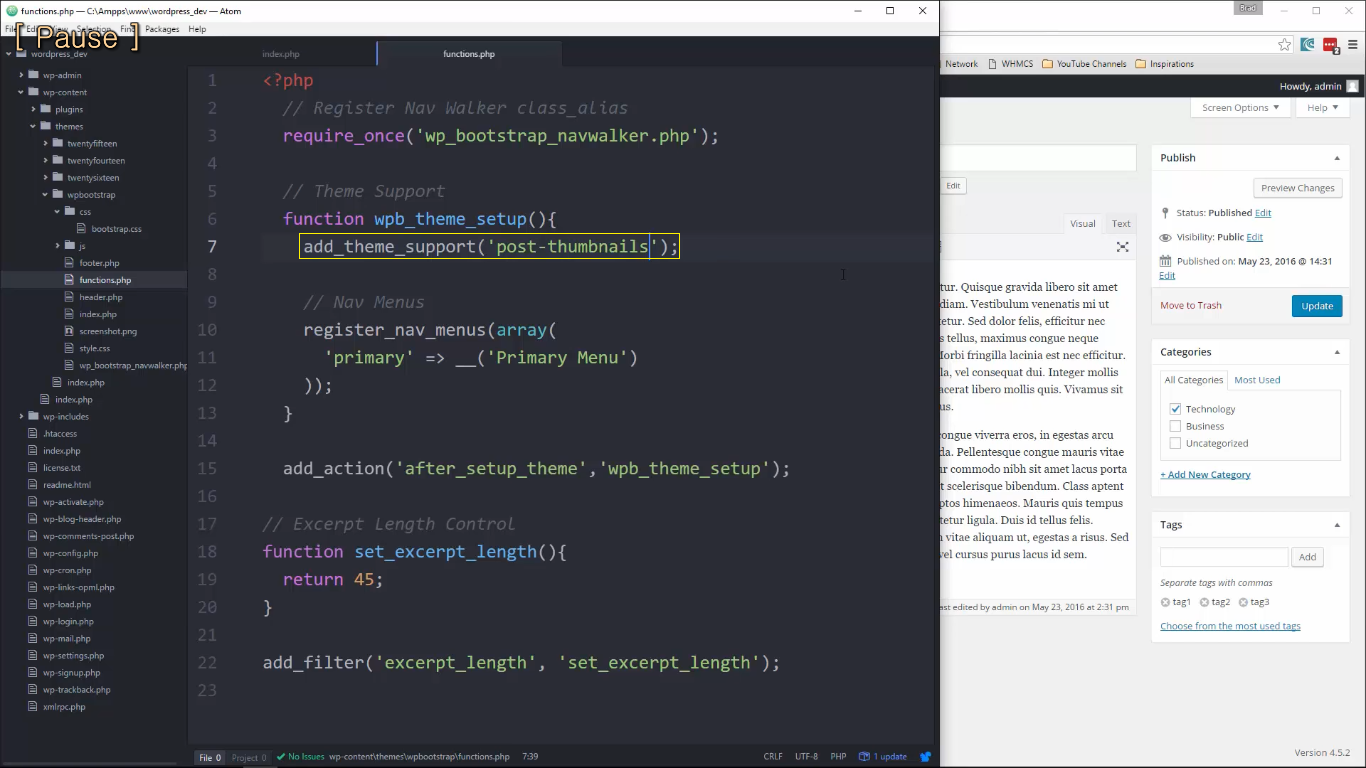 functions.php — C:\Ampps\www\wordpress_dev — Atom
[ Pause ]
Find Packages Help
wordpress_dev
wp-admin
wp-content
plugins
themes
twentyfifteen
twentyfourteen
twentysixteen
wpbootstrap
css
bootstrap.css
js
footer.php
functions.php
header.php
index.php
screenshot.png
style.css
wp_bootstrap_navwalker.php
index.php
index.php
wp-includes
.htaccess
index.php
license.txt
readme.html
wp-activate.php
wp-blog-header.php
wp-comments-post.php
wp-config.php
wp-cron.php
wp-links-opml.php
wp-load.php
wp-login.php
wp-mail.php
wp-settings.php
wp-signup.php
wp-trackback.php
xmlrpc.php
index.php
functions.php
1 <?php
2 // Register Nav Walker class_alias
3 require_once('wp_bootstrap_navwalker.php');
4
5 // Theme Support
6 function wpb_theme_setup(){
7 add_theme_support('post-thumbnails');
8
9 // Nav Menus
10 register_nav_menus(array(
11 'primary' => __('Primary Menu')
12 ));
13 }
14
15 add_action('after_setup_theme','wpb_theme_setup');
16
17 // Excerpt Length Control
18 function set_excerpt_length(){
19 return 45;
20 }
21
22 add_filter('excerpt_length', 'set_excerpt_length');
23
File 0 Project 0 No Issues wp-content\themes\wpbootstrap\functions.php 7:39 CRLF UTF-8 PHP 1 update
Brad
2
Network WHMCS YouTube Channels Inspirations
Howdy, admin
Screen Options Help
Edit
Visual Text
tur. Quisque gravida libero sit amet
diam. Vestibulum venenatis mi ut
etur. Sed dolor felis, efficitur nec
s tellus, maximus congue neque
Morbi fringilla lacinia est efficitur.
la, vel consequat dui. Integer mollis
acerat libero mollis quis. Vivamus sit
us.
congue viverra eros, in egestas arcu
da. Pellentesque congue mauris vitae
ur commodo nibh sit amet lacus porta
t scelerisque bibendum. Class aptent
ptos himenaeos. Mauris quis tempus
tetur ligula. Duis id tellus felis.
n vitae aliquam ut, egestas a risus. Sed
vel cursus purus lacus id sem.
ast edited by admin on May 23, 2016 at 2:31 pm
Publish
Preview Changes
Status: Published Edit
Visibility: Public Edit
Published on: May 23, 2016 @ 14:31
Edit
Move to Trash Update
Categories
All Categories Most Used
Technology
Business
Uncategorized
+ Add New Category
Tags
Add
Separate tags with commas
tag1 tag2 tag3
Choose from the most used tags
Version 4.5.2